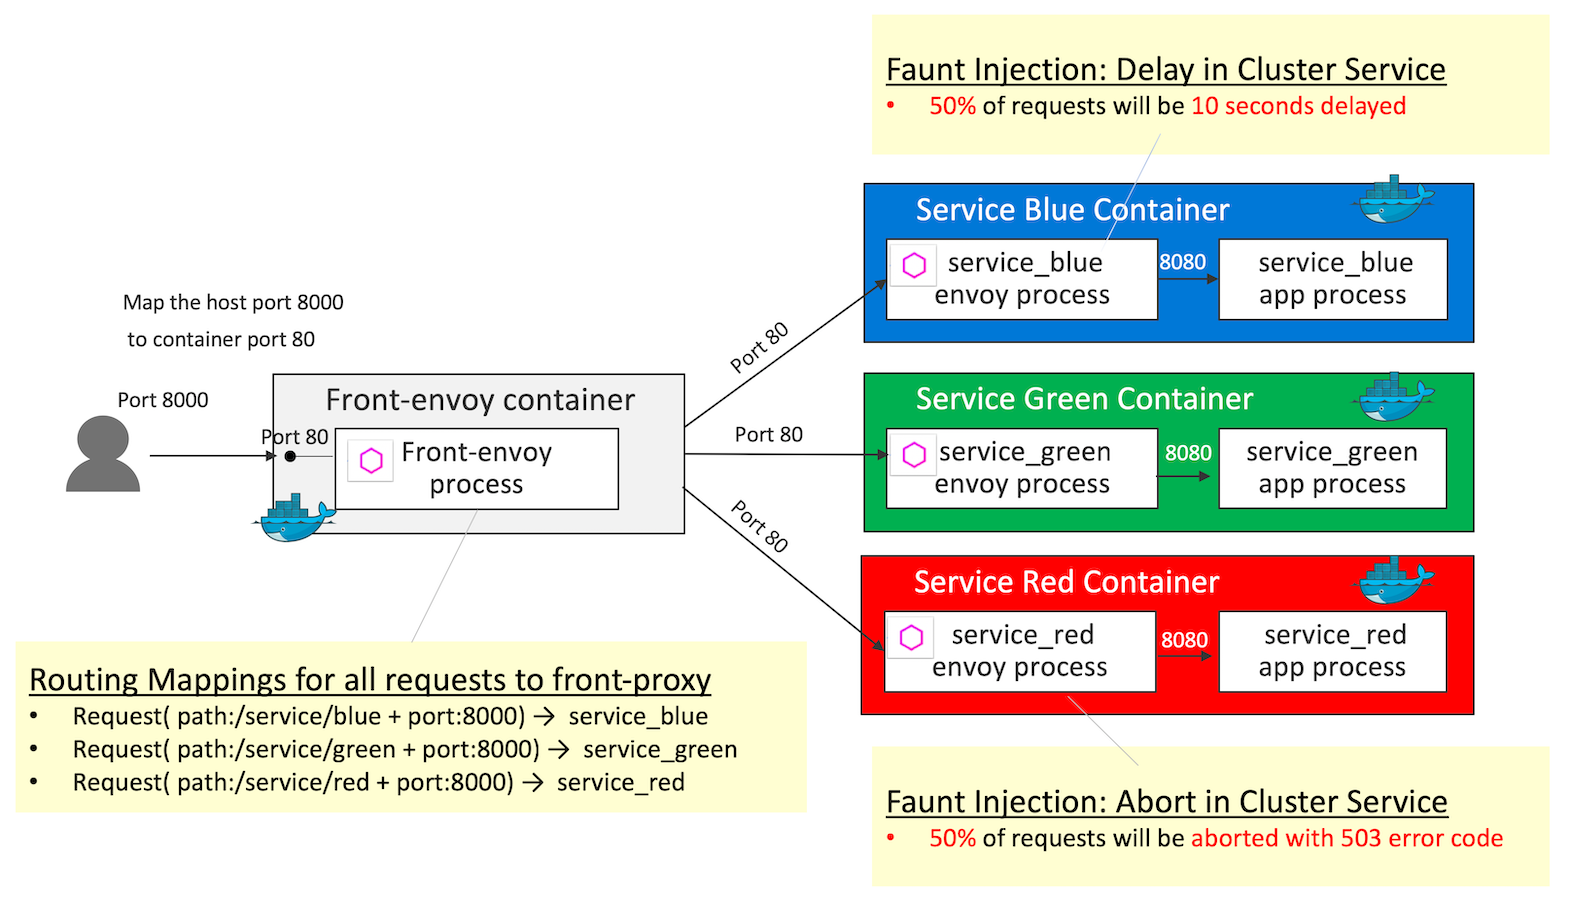 Faunt Injection: Delay in Cluster Service
• 50% of requests will be 10 seconds delayed
Service Blue Container
service_blue
envoy process
8080
service_blue
app process
Map the host port 8000
to container port 80
Port 8000
Port 80
Front-envoy container
Front-envoy
process
Port 80
Port 80
Port 80
Service Green Container
service_green
envoy process
8080
service_green
app process
Service Red Container
service_red
envoy process
8080
service_red
app process
Routing Mappings for all requests to front-proxy
• Request( path:/service/blue + port:8000) → service_blue
• Request( path:/service/green + port:8000) → service_green
• Request( path:/service/red + port:8000) → service_red
Faunt Injection: Abort in Cluster Service
• 50% of requests will be aborted with 503 error code